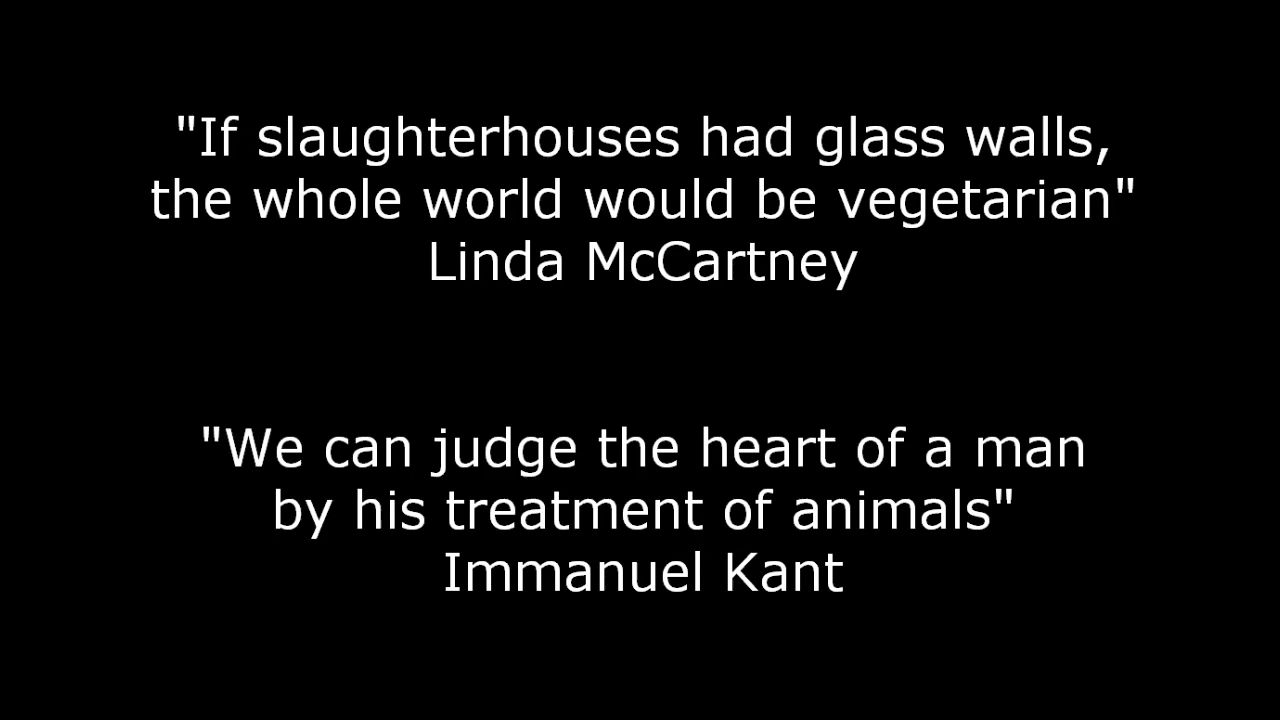 "If slaughterhouses had glass walls,
the whole world would be vegetarian"
Linda McCartney
"We can judge the heart of a man
by his treatment of animals"
Immanuel Kant